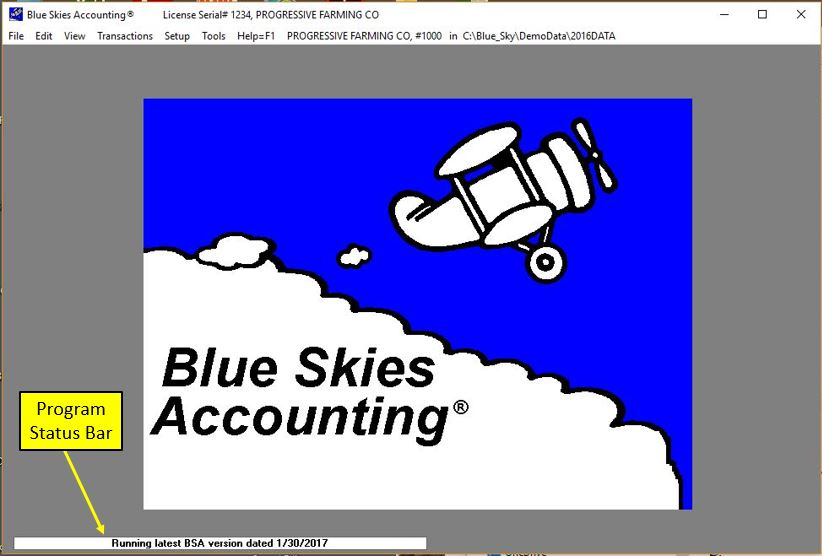 Blue Skies Accounting® License Serial# 1234, PROGRESSIVE FARMING CO
File Edit View Transactions Setup Tools Help=F1 PROGRESSIVE FARMING CO, #1000 in C:\Blue_Sky\DemoData\2016DATA
Blue Skies
Accounting®
Program
Status Bar
Running latest BSA version dated 1/30/2017